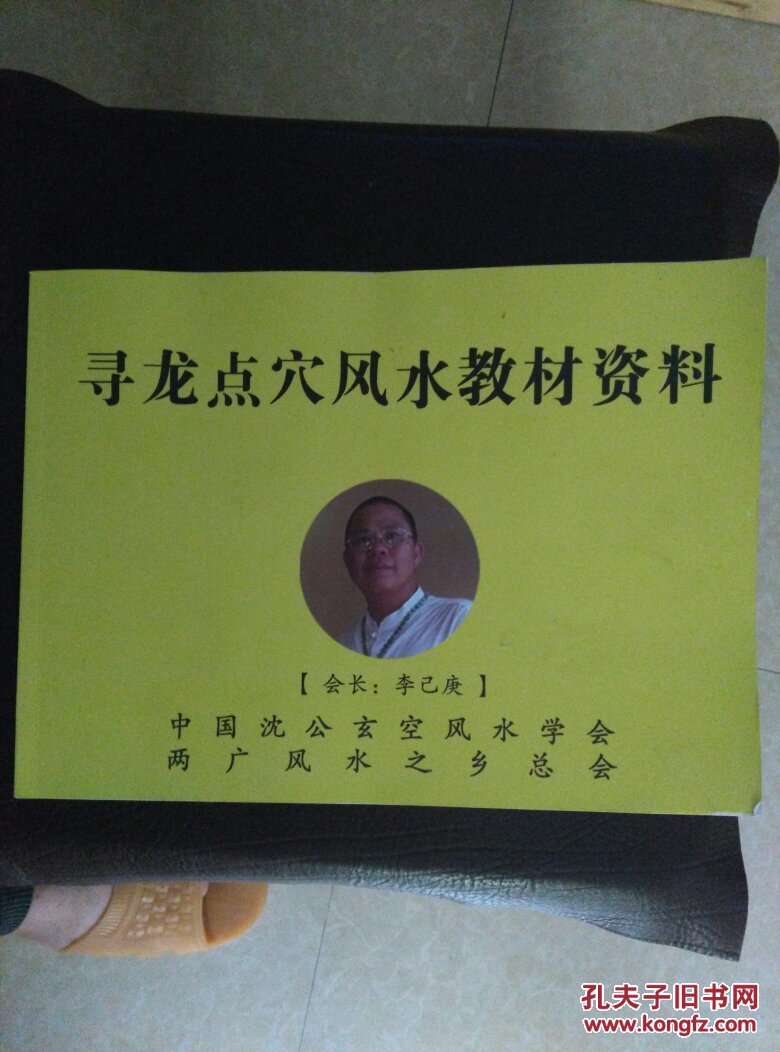 寻龙点穴风水教材资料
【会长：李己庚】
中国沈公玄空风水学会
两广风水之乡总会
孔夫子旧书网
www.kongfz.com